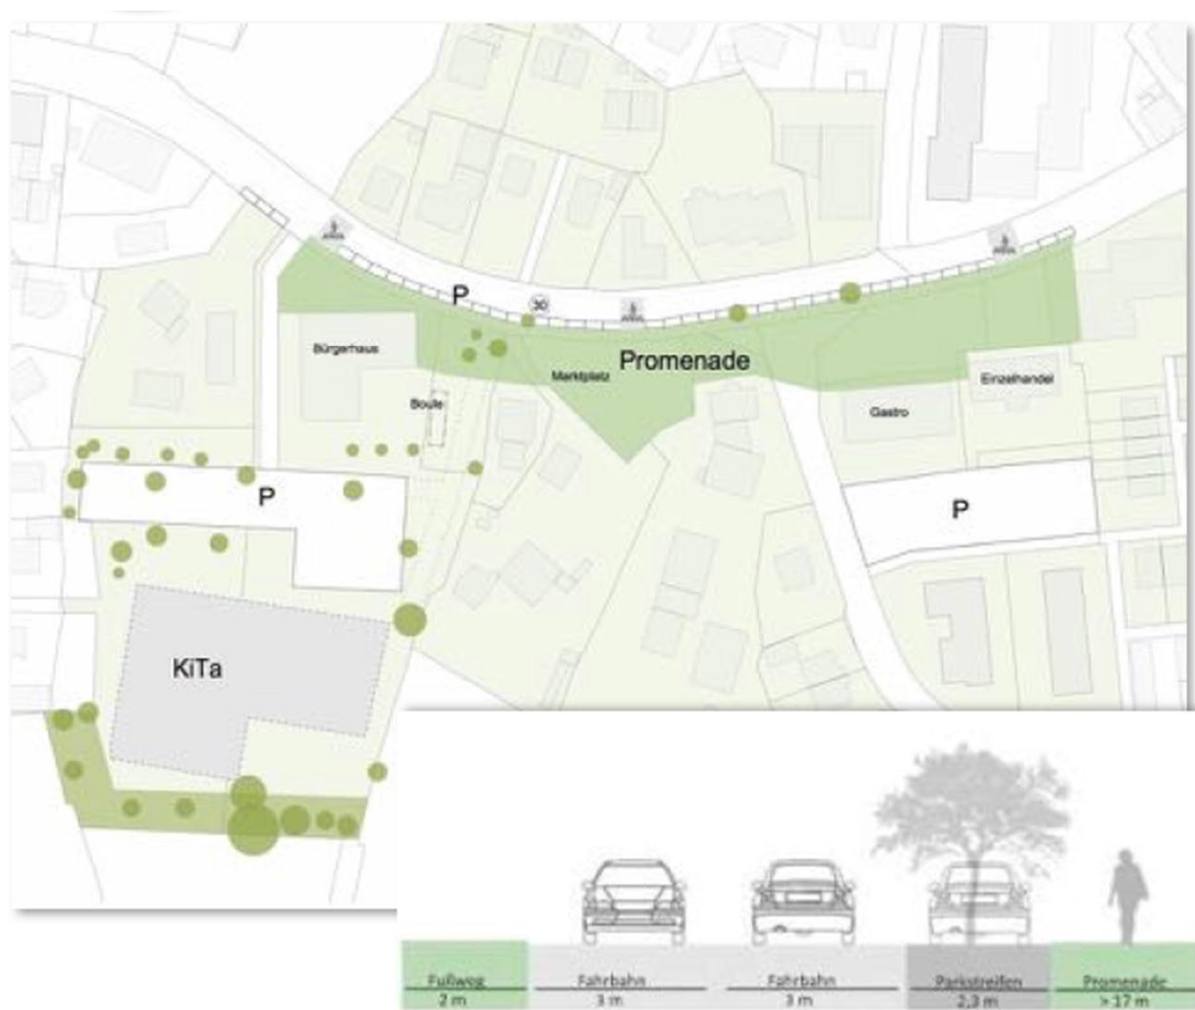 P
30
Bürgerhaus
Marktplatz
Promenade
Boule
Gastro
Einzelhandel
P
P
KiTa
Fußweg
2 m
Fahrbahn
3 m
Fahrbahn
3 m
Parkstreifen
2,3 m
Promenade
> 17 m